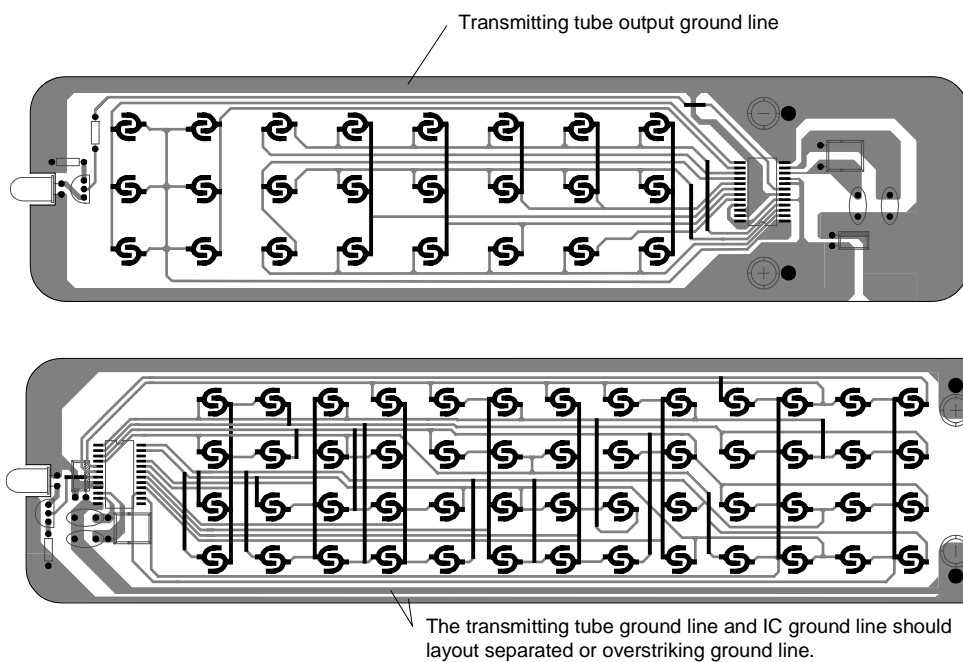 Transmitting tube output ground line
The transmitting tube ground line and IC ground line should
layout separated or overstriking ground line.